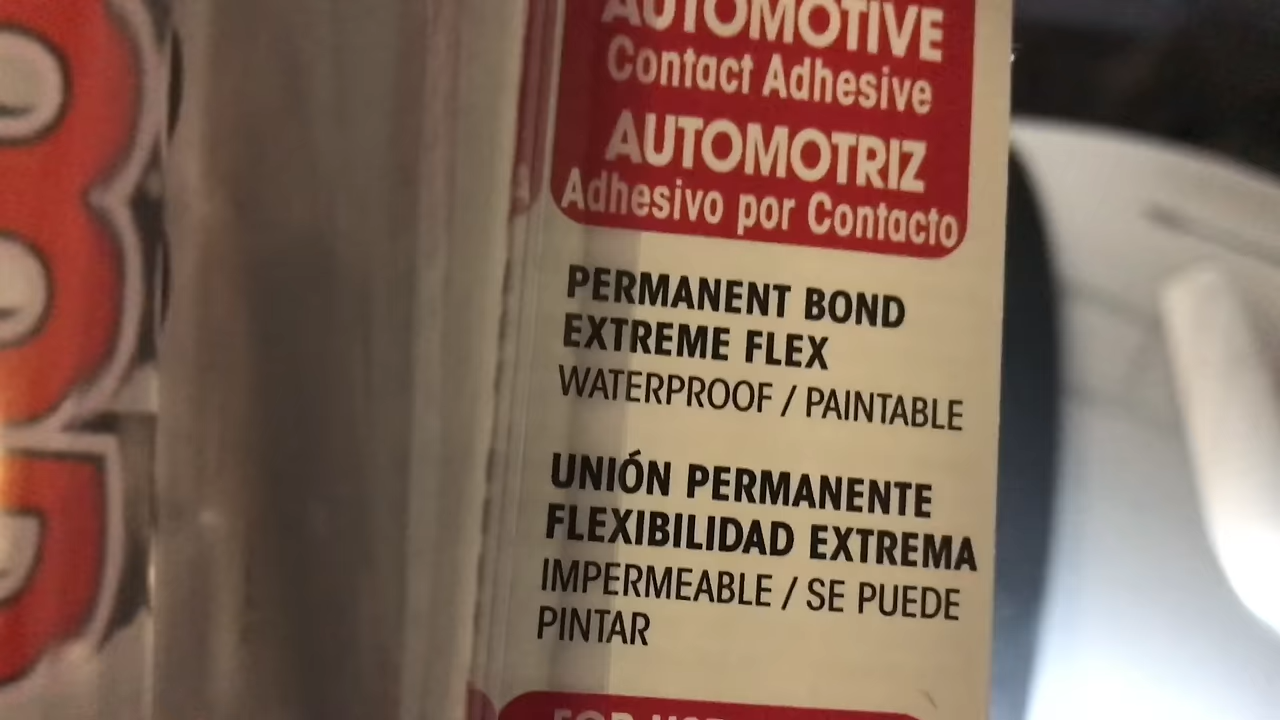 AUTOMOTIVE
Contact Adhesive
AUTOMOTRIZ
Adhesivo por Contacto
PERMANENT BOND
EXTREME FLEX
WATERPROOF / PAINTABLE
UNIÓN PERMANENTE
FLEXIBILIDAD EXTREMA
IMPERMEABLE / SE PUEDE
PINTAR
FOR